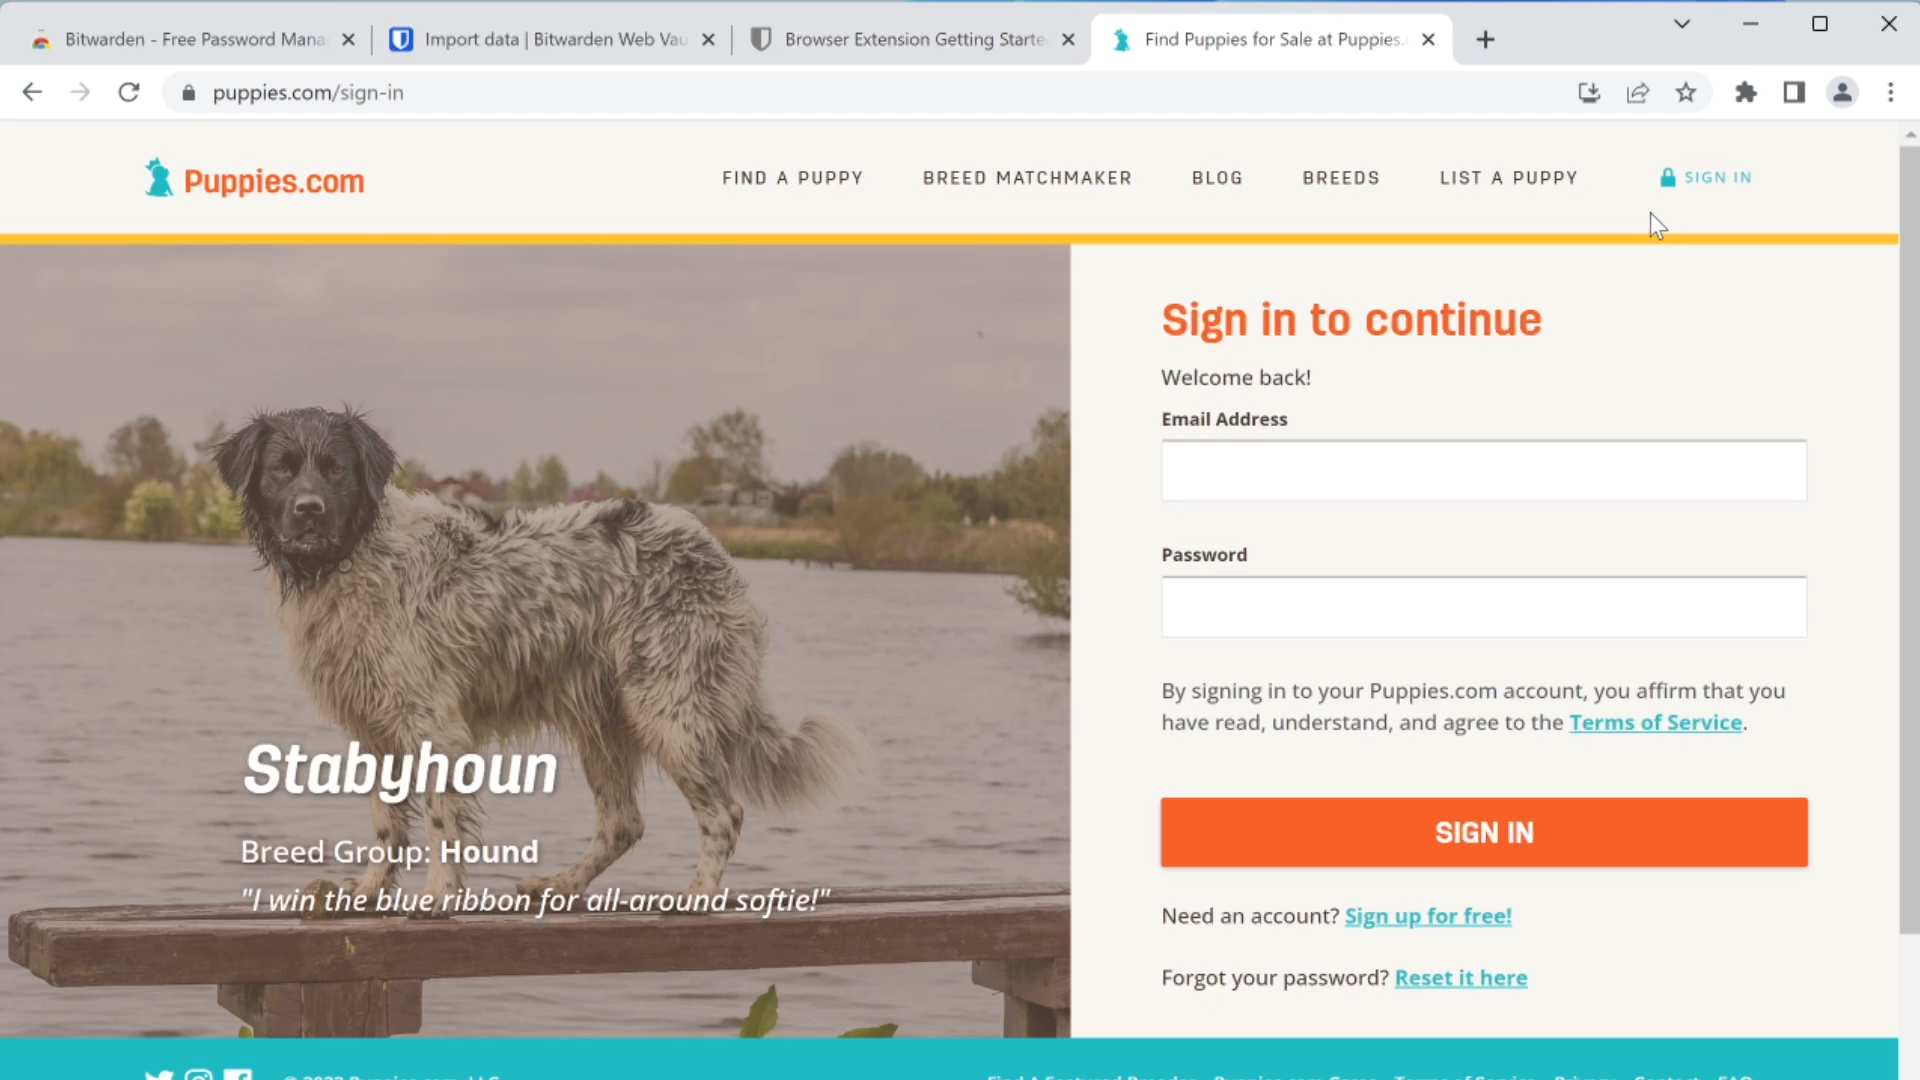 Bitwarden - Free Password Mana
Import data | Bitwarden Web Vau
Browser Extension Getting Starte
Find Puppies for Sale at Puppies.
puppies.com/sign-in
Puppies.com
FIND A PUPPY
BREED MATCHMAKER
BLOG
BREEDS
LIST A PUPPY
SIGN IN
Sign in to continue
Welcome back!
Email Address
Password
By signing in to your Puppies.com account, you affirm that you
have read, understand, and agree to the Terms of Service.
SIGN IN
Need an account? Sign up for free!
Forgot your password? Reset it here
Stabyhoun
Breed Group: Hound
"I win the blue ribbon for all-around softie!"